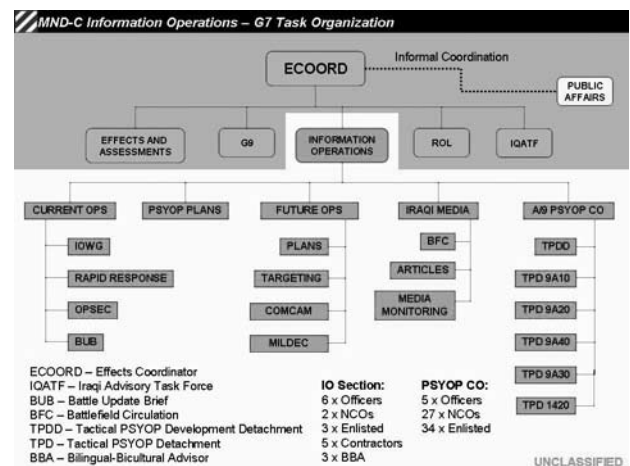 MND-C Information Operations – G7 Task Organization
ECOORD
Informal Coordination
PUBLIC
AFFAIRS
EFFECTS AND
ASSESSMENTS
G9
INFORMATION
OPERATIONS
ROL
IQATF
CURRENT OPS
PSYOP PLANS
FUTURE OPS
IRAQI MEDIA
A/9 PSYOP CO
IOWG
RAPID RESPONSE
OPSEC
BUB
PLANS
TARGETING
COMCAM
MILDEC
BFC
ARTICLES
MEDIA
MONITORING
TPDD
TPD 9A10
TPD 9A20
TPD 9A40
TPD 9A30
TPD 1420
ECOORD – Effects Coordinator
IQATF – Iraqi Advisory Task Force
BUB – Battle Update Brief
BFC – Battlefield Circulation
TPDD – Tactical PSYOP Development Detachment
TPD – Tactical PSYOP Detachment
BBA – Bilingual-Bicultural Advisor
IO Section:
6 x Officers
2 x NCOs
3 x Enlisted
5 x Contractors
3 x BBA
PSYOP CO:
5 x Officers
27 x NCOs
34 x Enlisted
UNCLASSIFIED